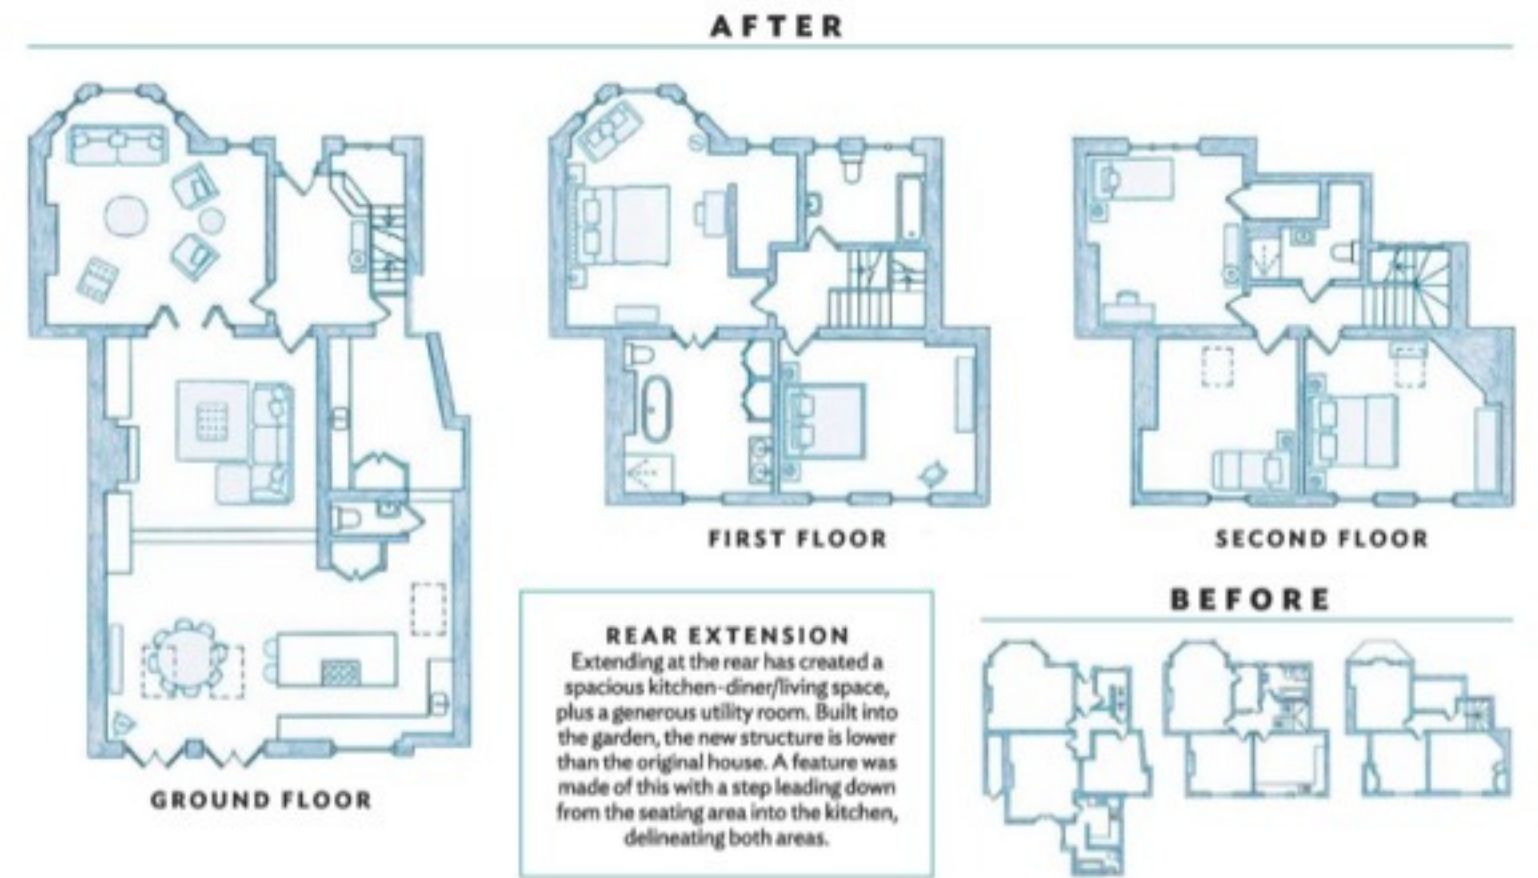 AFTER
GROUND FLOOR
FIRST FLOOR
SECOND FLOOR
REAR EXTENSION
Extending at the rear has created a
spacious kitchen-diner/living space,
plus a generous utility room. Built into
the garden, the new structure is lower
than the original house. A feature was
made of this with a step leading down
from the seating area into the kitchen,
delineating both areas.
BEFORE